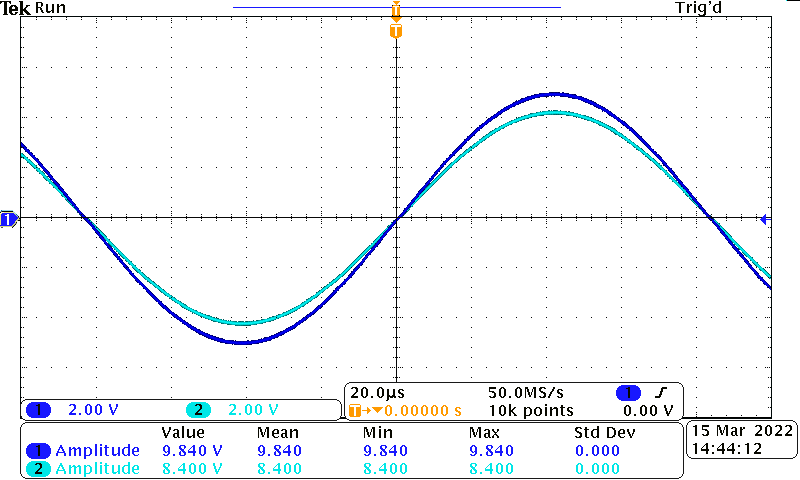 Tek Run Trig'd
T
T
1
1 2.00 V 2 2.00 V
20.0µs 50.0MS/s 1 ʃ
T→▼0.00000 s 10k points 0.00 V
Value Mean Min Max Std Dev
1 Amplitude 9.840 V 9.840 9.840 9.840 0.000
2 Amplitude 8.400 V 8.400 8.400 8.400 0.000
15 Mar 2022
14:44:12